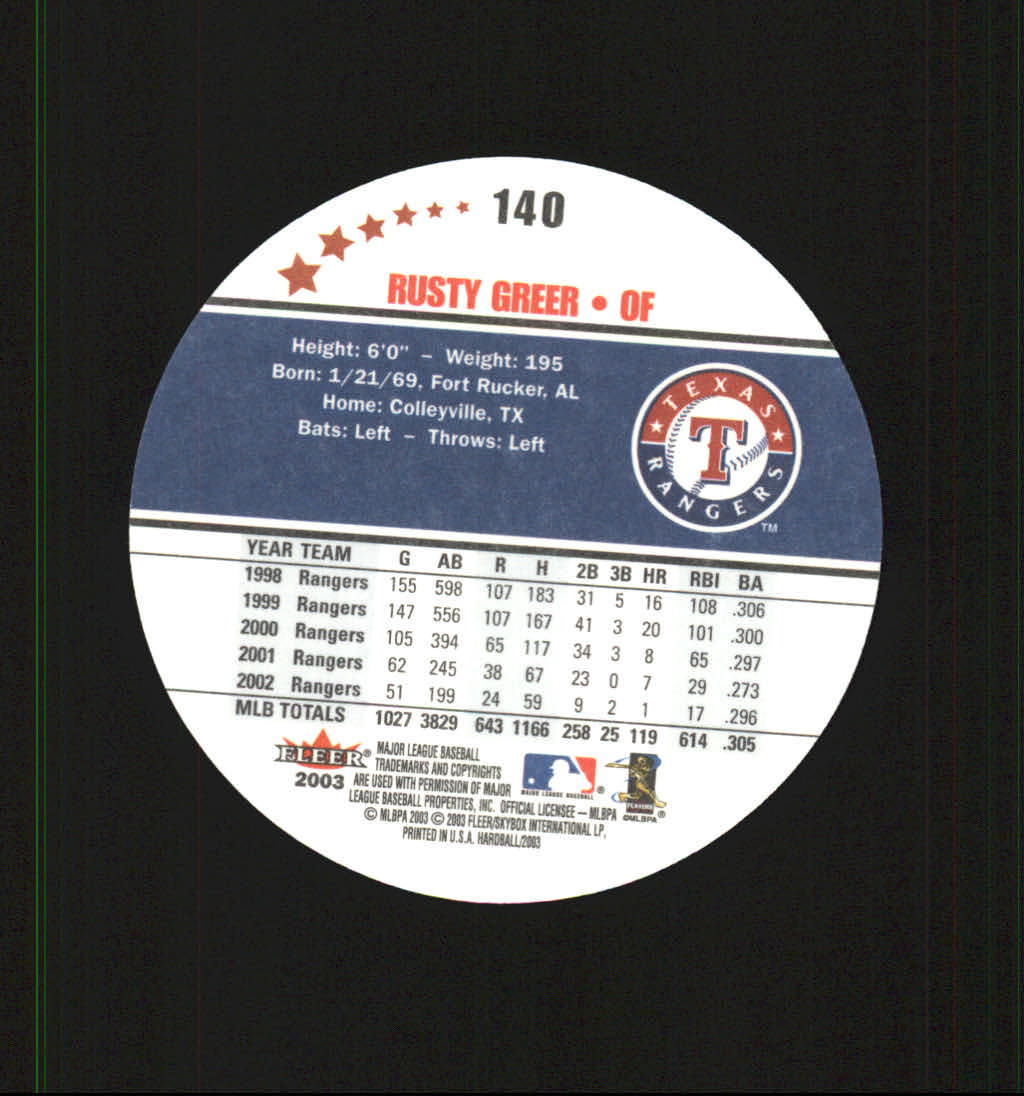 140
RUSTY GREER • OF
Height: 6'0" – Weight: 195
Born: 1/21/69, Fort Rucker, AL
Home: Colleyville, TX
Bats: Left – Throws: Left
TEXAS
T
RANGERS
TM
YEAR TEAM G AB R H 2B 3B HR RBI BA
1998 Rangers 155 598 107 183 31 5 16 108 .306
1999 Rangers 147 556 107 167 41 3 20 101 .300
2000 Rangers 105 394 65 117 34 3 8 65 .297
2001 Rangers 62 245 38 67 23 0 7 29 .273
2002 Rangers 51 199 24 59 9 2 1 17 .296
MLB TOTALS 1027 3829 643 1166 258 25 119 614 .305
FLEER®
2003
MAJOR LEAGUE BASEBALL
TRADEMARKS AND COPYRIGHTS
ARE USED WITH PERMISSION OF MAJOR
LEAGUE BASEBALL PROPERTIES, INC. OFFICIAL LICENSEE — MLBPA
© MLBPA 2003 © 2003 FLEER/SKYBOX INTERNATIONAL LP,
PRINTED IN U.S.A. HARDBALL/2003
MAJOR LEAGUE BASEBALL ®
PLAYERS
©MLBPA ®